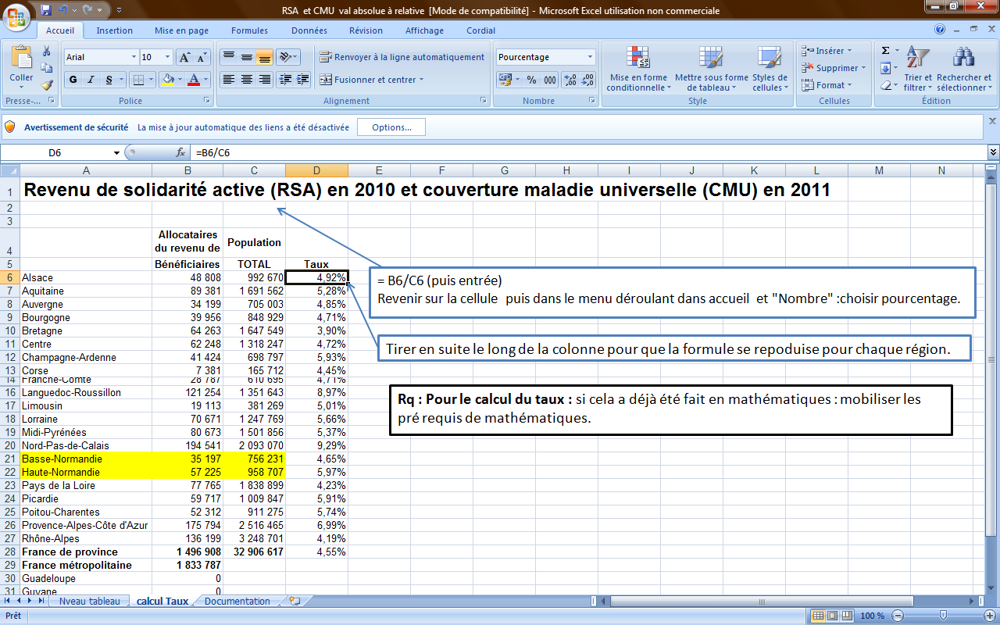 RSA et CMU val absolue à relative [Mode de compatibilité] - Microsoft Excel utilisation non commerciale
Accueil Insertion Mise en page Formules Données Révision Affichage Cordial
Coller
Arial 10
G I S
Renvoyer à la ligne automatiquement
Fusionner et centrer
Pourcentage
% 000
Mise en forme conditionnelle
Mettre sous forme de tableau
Styles de cellules
Insérer
Supprimer
Format
Σ
Trier et filtrer
Rechercher et sélectionner
Presse-... Police Alignement Nombre Style Cellules Édition
Avertissement de sécurité La mise à jour automatique des liens a été désactivée Options...
D6 fx =B6/C6
A B C D E F G H I J K L M N
1 Revenu de solidarité active (RSA) en 2010 et couverture maladie universelle (CMU) en 2011
2
3
Allocataires
du revenu de Population
4
5 Bénéficiaires TOTAL Taux
6 Alsace 48 808 992 670 4,92%
7 Aquitaine 89 381 1 691 562 5,28%
8 Auvergne 34 199 705 003 4,85%
9 Bourgogne 39 956 848 929 4,71%
10 Bretagne 64 263 1 647 549 3,90%
11 Centre 62 248 1 318 247 4,72%
12 Champagne-Ardenne 41 424 698 797 5,93%
13 Corse 7 381 165 712 4,45%
14 Franche-Comté 28 787 610 695 4,71%
16 Languedoc-Roussillon 121 254 1 351 643 8,97%
17 Limousin 19 113 381 269 5,01%
18 Lorraine 70 671 1 247 769 5,66%
19 Midi-Pyrénées 80 673 1 501 856 5,37%
20 Nord-Pas-de-Calais 194 541 2 093 070 9,29%
21 Basse-Normandie 35 197 756 231 4,65%
22 Haute-Normandie 57 225 958 707 5,97%
23 Pays de la Loire 77 765 1 838 899 4,23%
24 Picardie 59 717 1 009 847 5,91%
25 Poitou-Charentes 52 312 911 275 5,74%
26 Provence-Alpes-Côte d'Azur 175 794 2 516 465 6,99%
27 Rhône-Alpes 136 199 3 248 701 4,19%
28 France de province 1 496 908 32 906 617 4,55%
29 France métropolitaine 1 833 787
30 Guadeloupe 0
31 Guyane 0
= B6/C6 (puis entrée)
Revenir sur la cellule puis dans le menu déroulant dans accueil et "Nombre" :choisir pourcentage.
Tirer en suite le long de la colonne pour que la formule se repoduise pour chaque région.
Rq : Pour le calcul du taux : si cela a déjà été fait en mathématiques : mobiliser les
pré requis de mathématiques.
Nveau tableau calcul Taux Documentation
Prêt 100 %